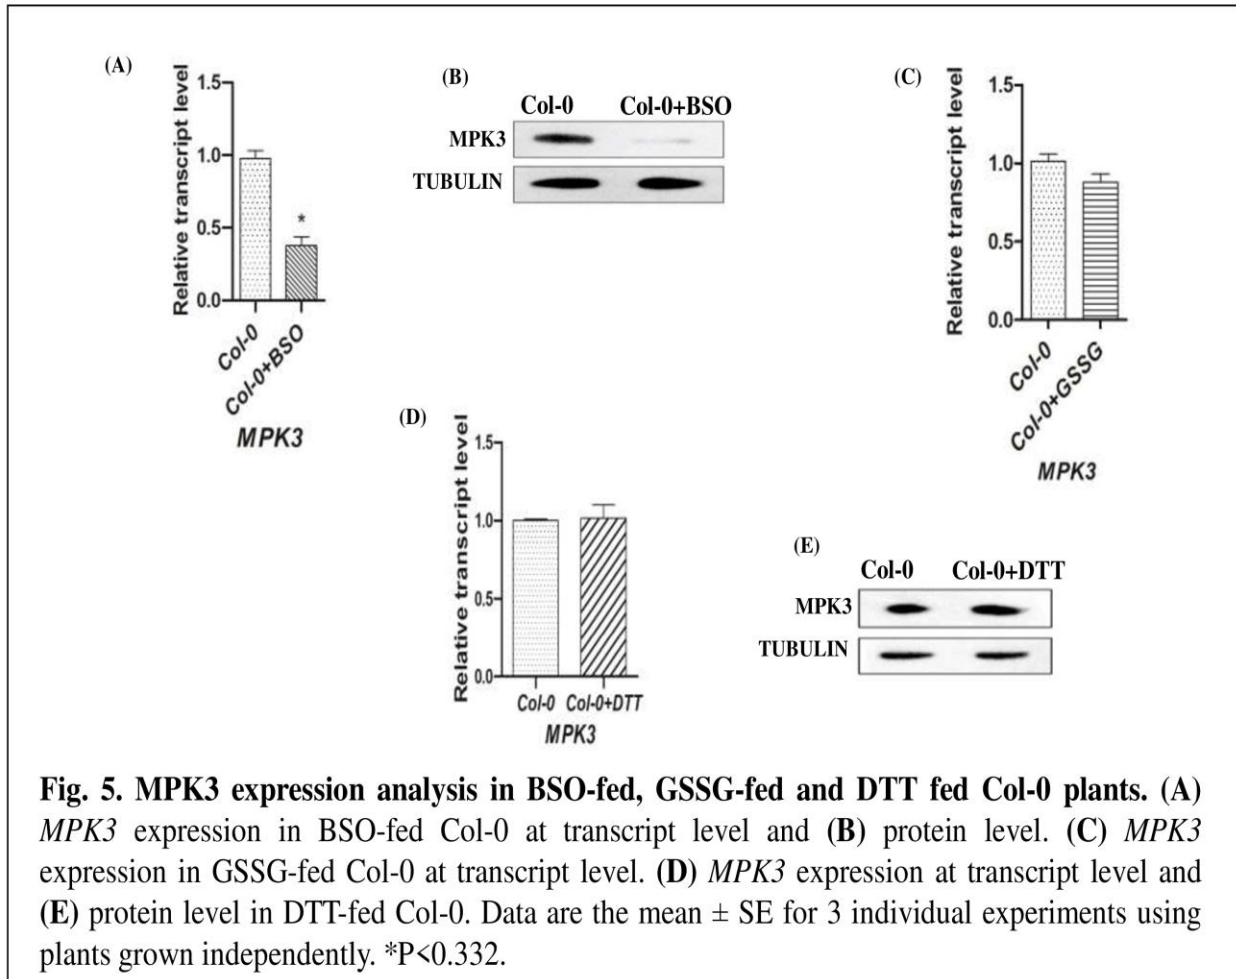 (A)
Relative transcript level
1.5
1.0
0.5
0.0
*
Col-0
Col-0+BSO
MPK3
(B)
Col-0 Col-0+BSO
MPK3
TUBULIN
(C)
Relative transcript level
1.5
1.0
0.5
0.0
Col-0
Col-0+GSSG
MPK3
(D)
Relative transcript level
1.5
1.0
0.5
0.0
Col-0 Col-0+DTT
MPK3
(E)
Col-0 Col-0+DTT
MPK3
TUBULIN
Fig. 5. MPK3 expression analysis in BSO-fed, GSSG-fed and DTT fed Col-0 plants. (A)
MPK3 expression in BSO-fed Col-0 at transcript level and (B) protein level. (C) MPK3
expression in GSSG-fed Col-0 at transcript level. (D) MPK3 expression at transcript level and
(E) protein level in DTT-fed Col-0. Data are the mean ± SE for 3 individual experiments using
plants grown independently. *P<0.332.